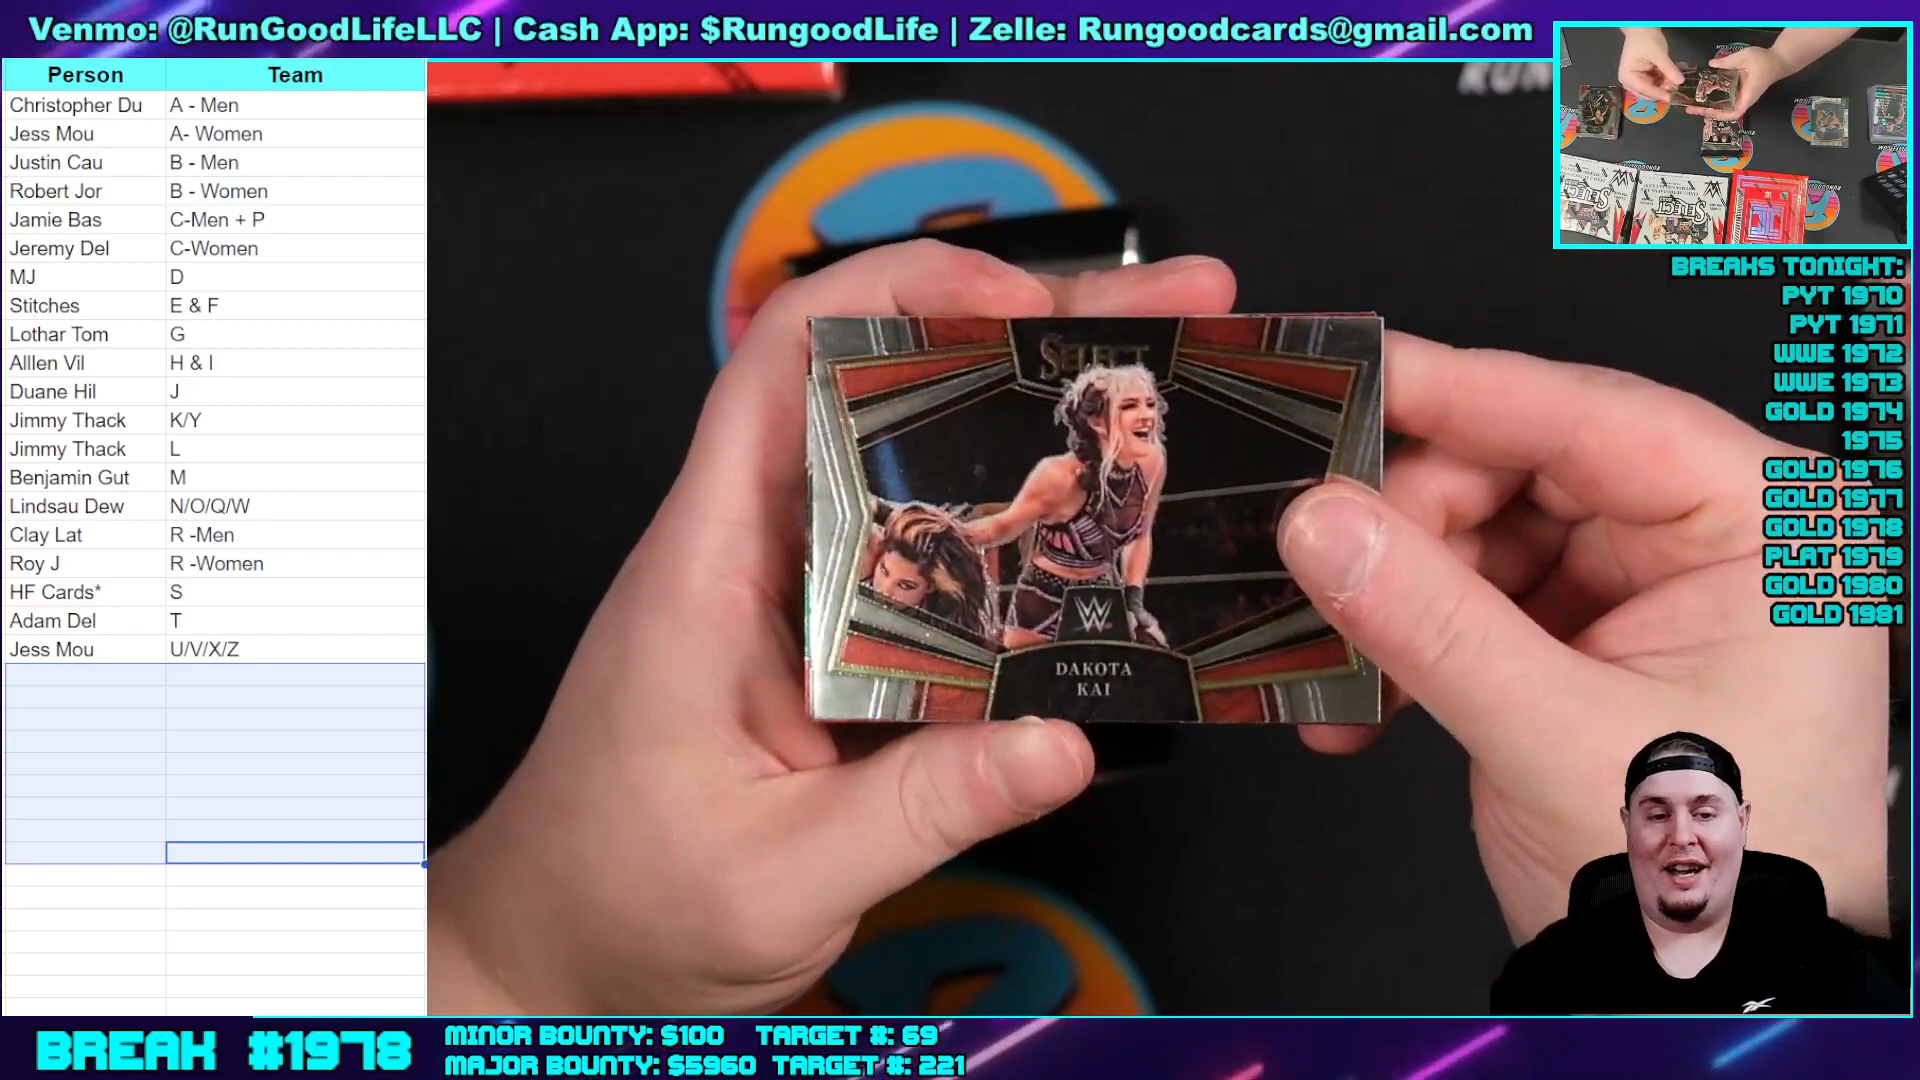 Venmo: @RunGoodLifeLLC | Cash App: $RungoodLife | Zelle: Rungoodcards@gmail.com
Person Team
Christopher Du A - Men
Jess Mou A- Women
Justin Cau B - Men
Robert Jor B - Women
Jamie Bas C-Men + P
Jeremy Del C-Women
MJ D
Stitches E & F
Lothar Tom G
Alllen Vil H & I
Duane Hil J
Jimmy Thack K/Y
Jimmy Thack L
Benjamin Gut M
Lindsau Dew N/O/Q/W
Clay Lat R -Men
Roy J R -Women
HF Cards* S
Adam Del T
Jess Mou U/V/X/Z
RUN
SELECT
W
DAKOTA
KAI
SELECT
SELECT
BREAKS TONIGHT:
PYT 1970
PYT 1971
WWE 1972
WWE 1973
GOLD 1974
1975
GOLD 1976
GOLD 1977
GOLD 1978
PLAT 1979
GOLD 1980
GOLD 1981
BREAK #1978
MINOR BOUNTY: $100 TARGET #: 69
MAJOR BOUNTY: $5960 TARGET #: 221